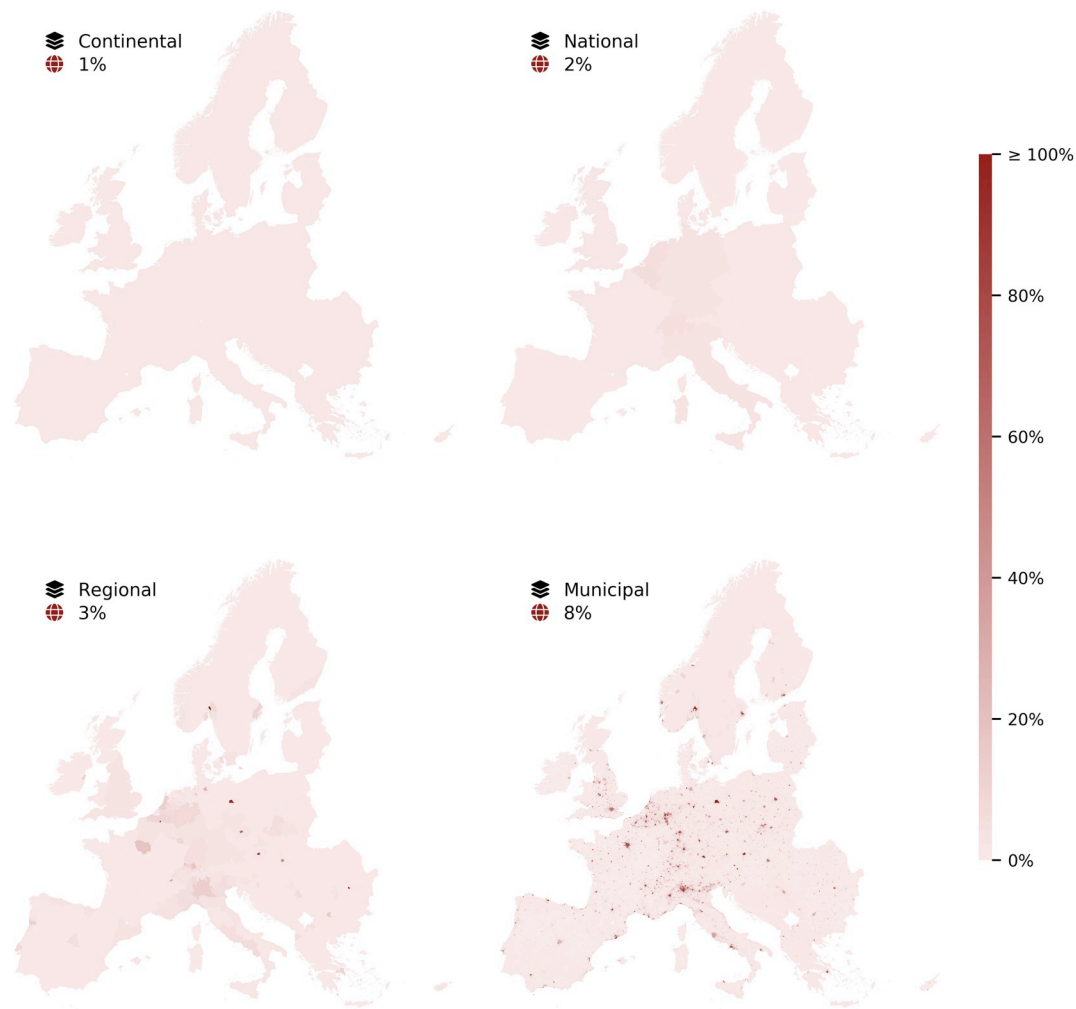 Continental
1%
National
2%
≥ 100%
80%
60%
40%
20%
0%
Regional
3%
Municipal
8%